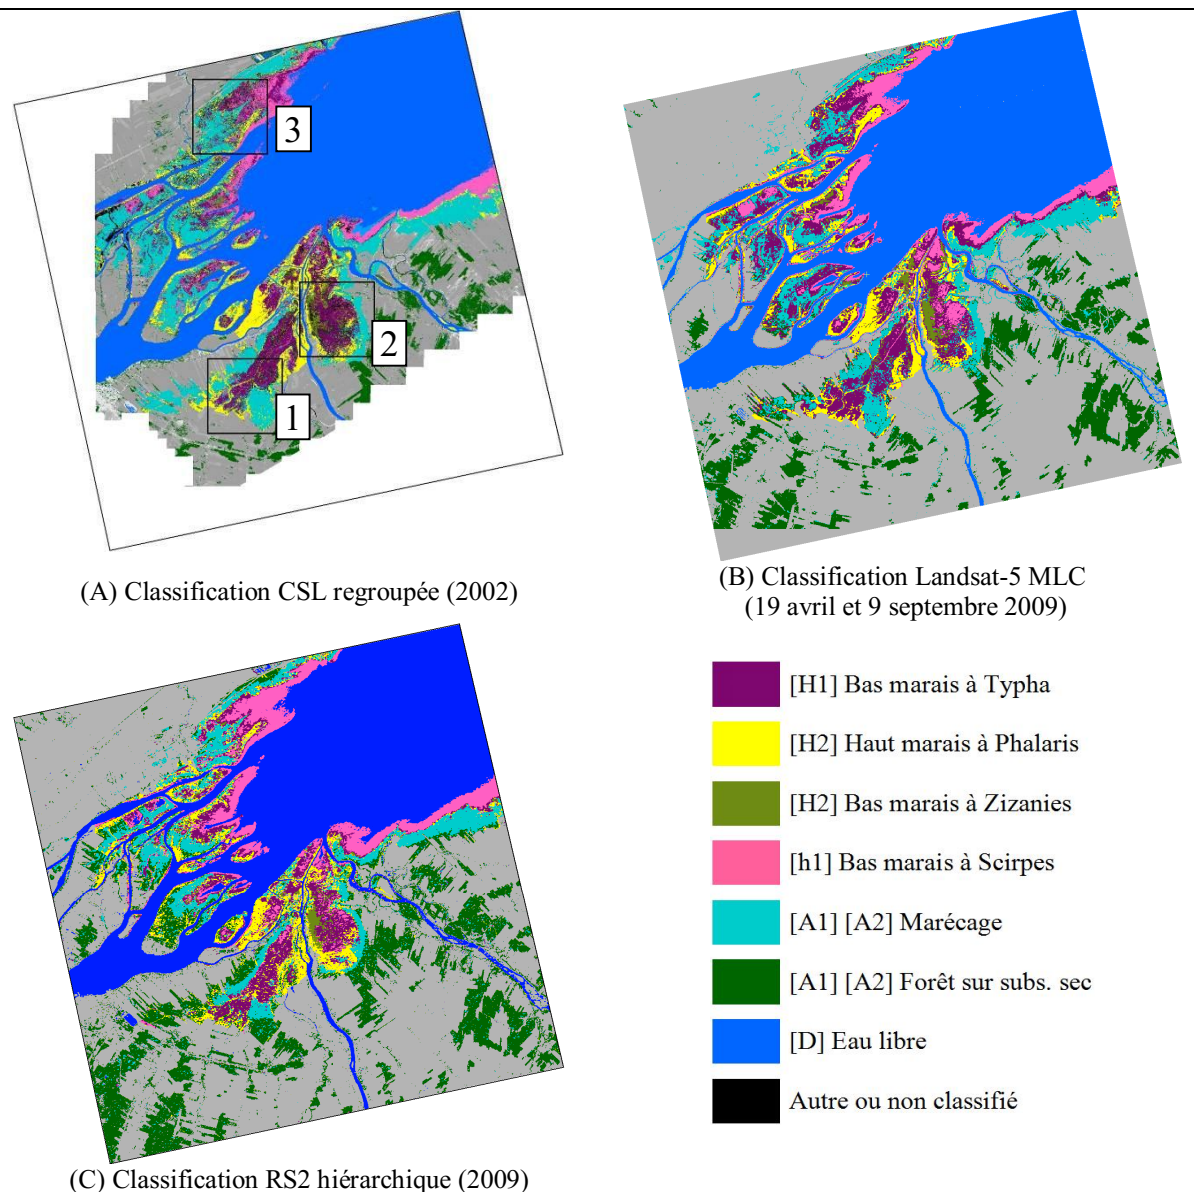 3
2
1
(A) Classification CSL regroupée (2002)
(B) Classification Landsat-5 MLC
(19 avril et 9 septembre 2009)
[H1] Bas marais à Typha
[H2] Haut marais à Phalaris
[H2] Bas marais à Zizanies
[h1] Bas marais à Scirpes
[A1] [A2] Marécage
[A1] [A2] Forêt sur subs. sec
[D] Eau libre
Autre ou non classifié
(C) Classification RS2 hiérarchique (2009)